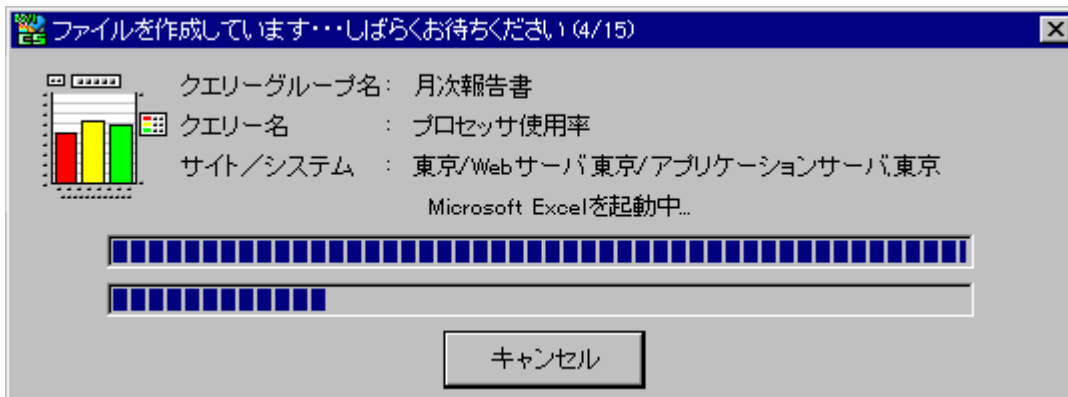 ファイルを作成しています・・・しばらくお待ちください(4/15)
クエリーグループ名： 月次報告書
クエリー名 ： プロセッサ使用率
サイト／システム ： 東京/Webサーバ,東京/アプリケーションサーバ,東京
Microsoft Excelを起動中...
キャンセル